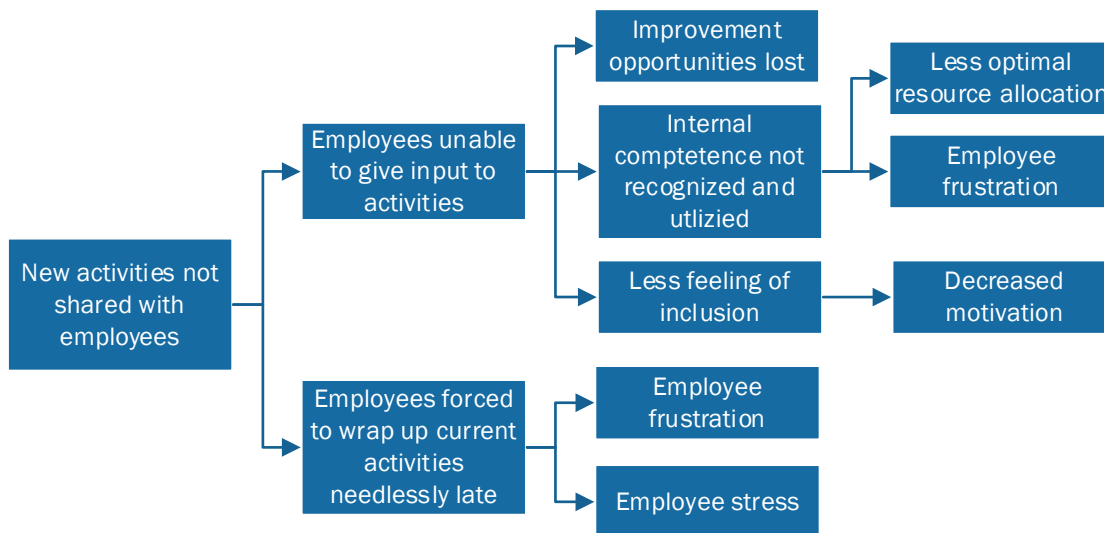 Improvement
opportunities lost
Less optimal
resource allocation
Employees unable
to give input to
activities
Internal
comptetence not
recognized and
utlizied
Employee
frustration
New activities not
shared with
employees
Less feeling of
inclusion
Decreased
motivation
Employees forced
to wrap up current
activities
needlessly late
Employee
frustration
Employee stress